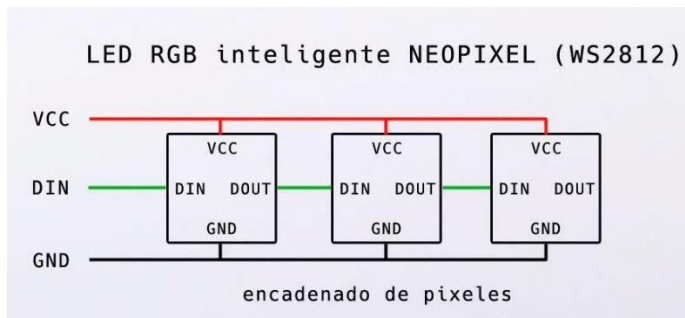 LED RGB inteligente NEOPIXEL (WS2812)
VCC
VCC VCC VCC
DIN
DIN DOUT DIN DOUT DIN DOUT
GND GND GND
GND
encadenado de pixeles